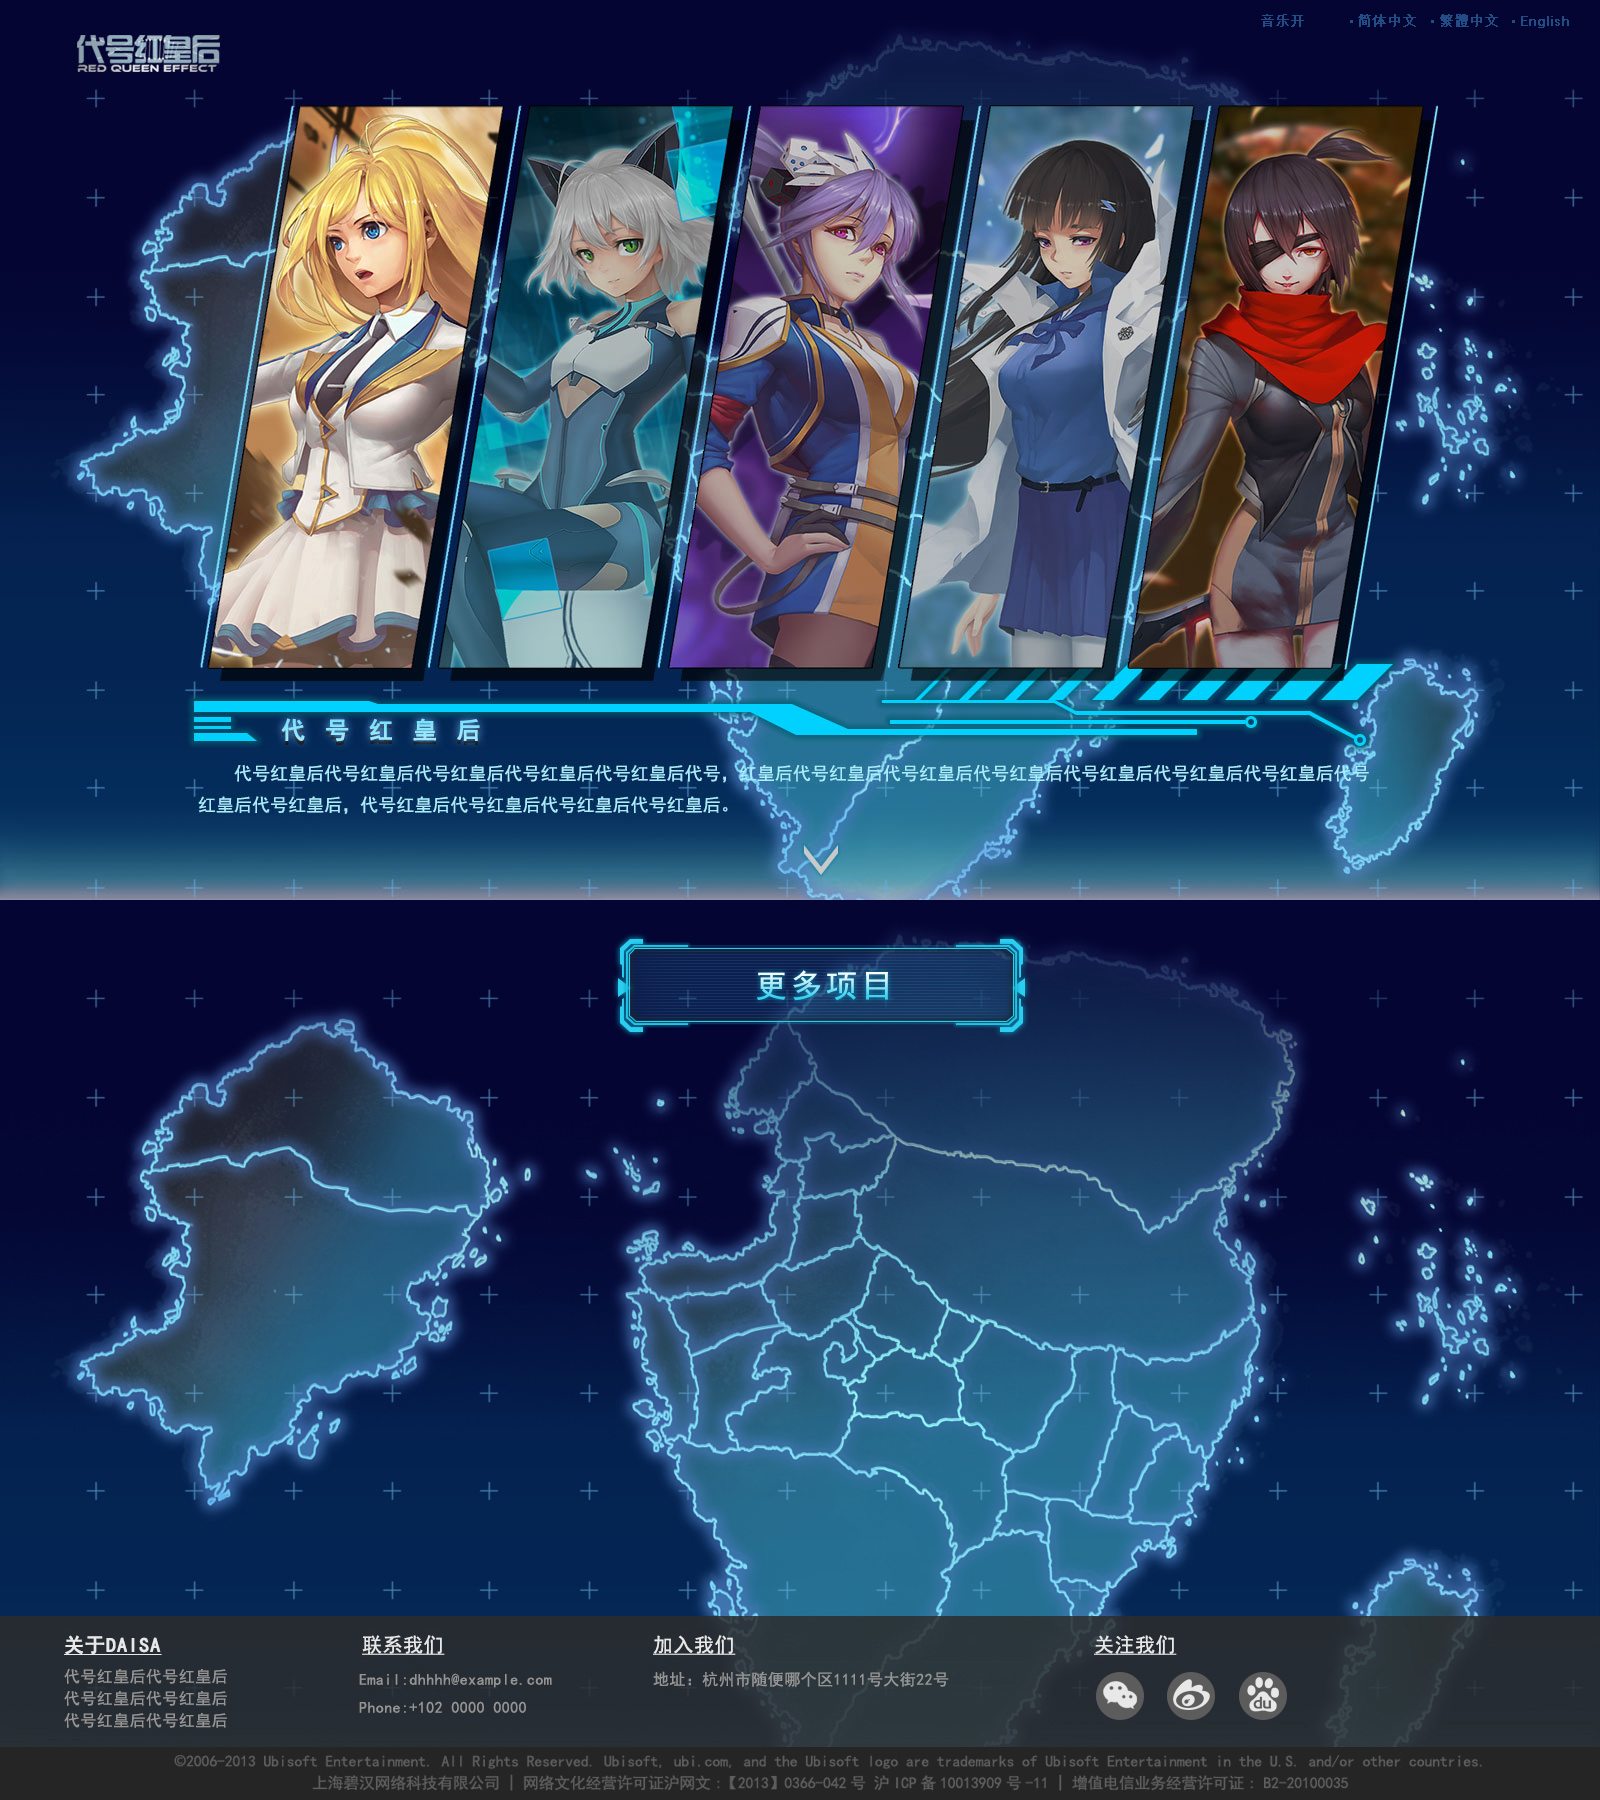 音乐开 ·简体中文 ·繁體中文 ·English
代号红皇后
RED QUEEN EFFECT
代号红皇后
代号红皇后代号红皇后代号红皇后代号红皇后代号红皇后代号，红皇后代号红皇后代号红皇后代号红皇后代号红皇后代号红皇后代号红皇后代号
红皇后代号红皇后，代号红皇后代号红皇后代号红皇后代号红皇后。
更多项目
关于DAISA
代号红皇后代号红皇后
代号红皇后代号红皇后
代号红皇后代号红皇后
联系我们
Email:dhhhh@example.com
Phone:+102 0000 0000
加入我们
地址：杭州市随便哪个区1111号大街22号
关注我们
du
©2006-2013 Ubisoft Entertainment. All Rights Reserved. Ubisoft, ubi.com, and the Ubisoft logo are trademarks of Ubisoft Entertainment in the U.S. and/or other countries.
上海碧汉网络科技有限公司 | 网络文化经营许可证沪网文：【2013】0366-042 号 沪 ICP 备 10013909 号 -11 | 增值电信业务经营许可证： B2-20100035